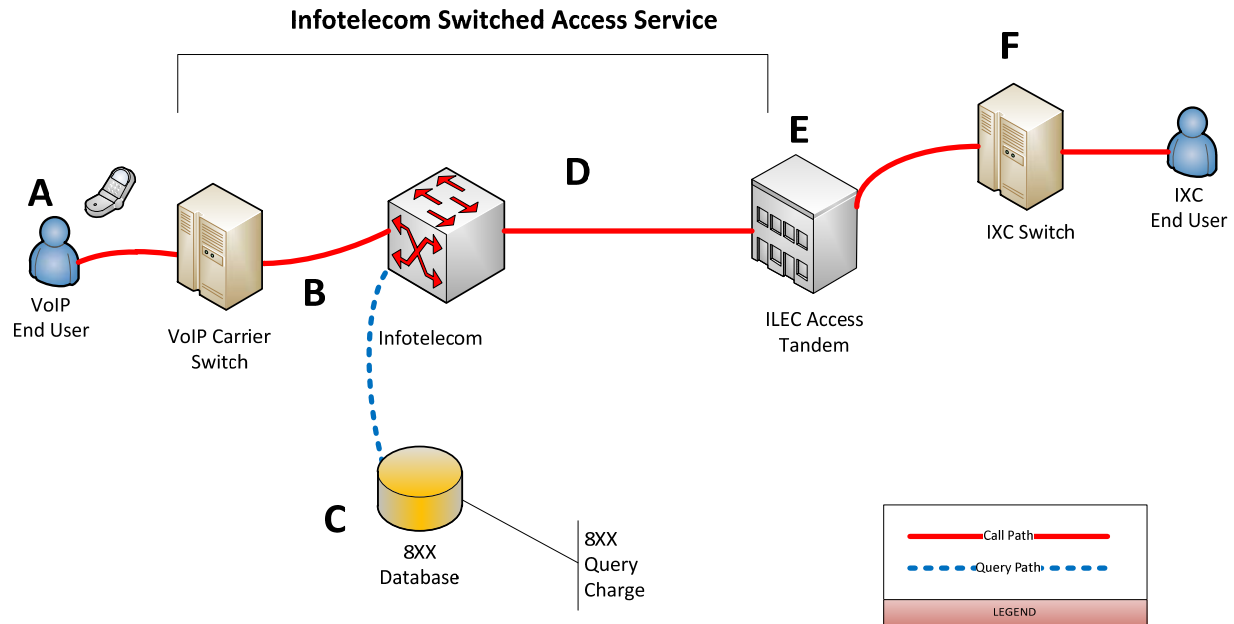 Infotelecom Switched Access Service
F
E
D
A
B
C
VoIP
End User
VoIP Carrier
Switch
Infotelecom
ILEC Access
Tandem
IXC Switch
IXC
End User
8XX
Database
8XX
Query
Charge
Call Path
Query Path
LEGEND